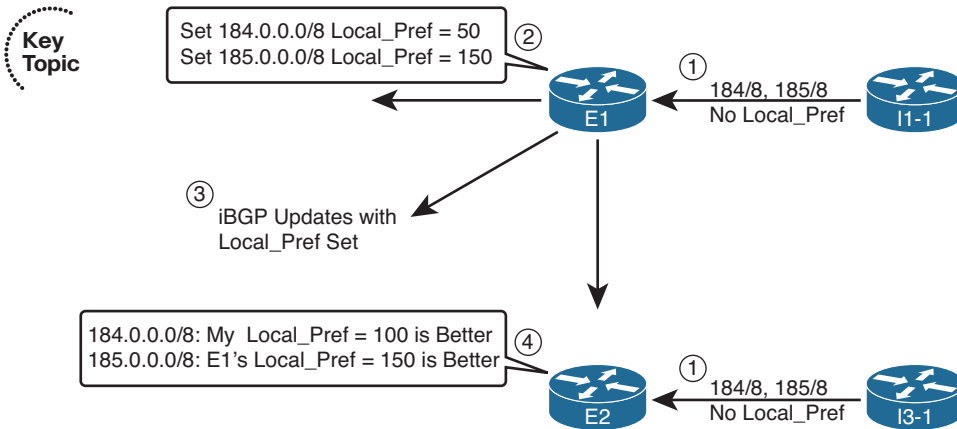 Key
Topic
Set 184.0.0.0/8 Local_Pref = 50
Set 185.0.0.0/8 Local_Pref = 150
2
1
184/8, 185/8
No Local_Pref
E1
I1-1
3
iBGP Updates with
Local_Pref Set
184.0.0.0/8: My Local_Pref = 100 is Better
185.0.0.0/8: E1's Local_Pref = 150 is Better
4
1
184/8, 185/8
No Local_Pref
E2
I3-1